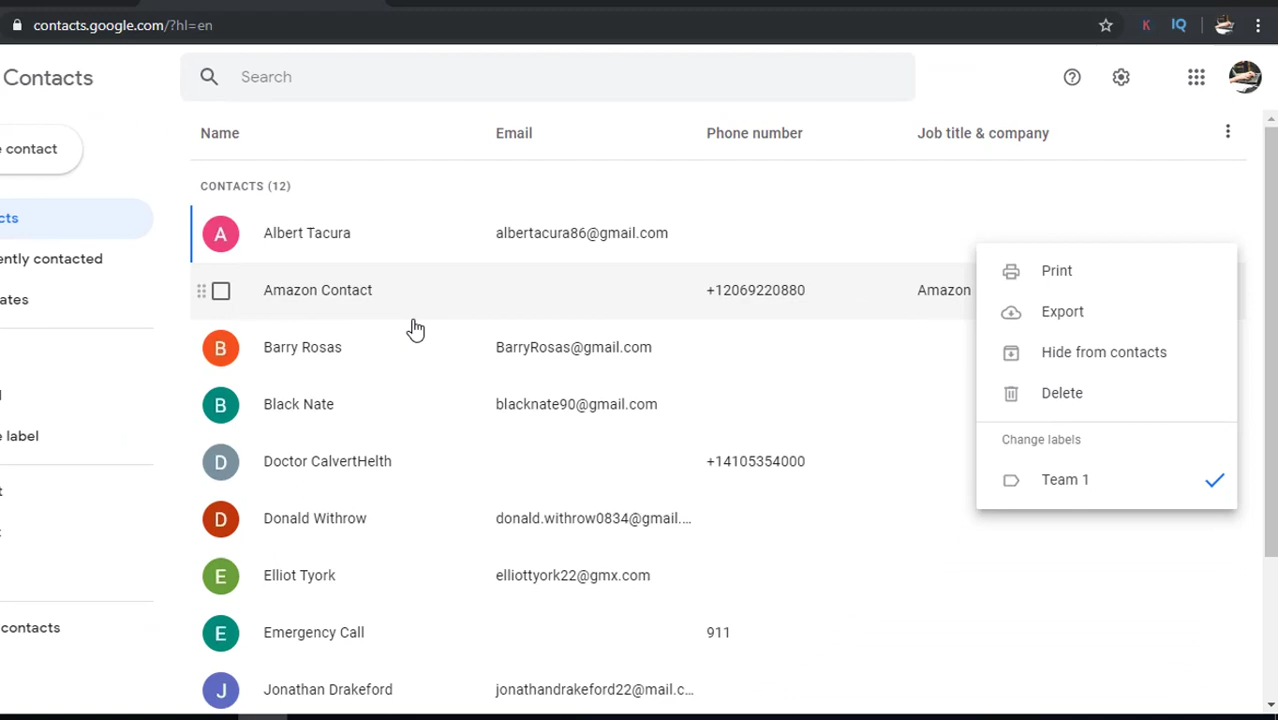 contacts.google.com/?hl=en
K IQ
Contacts Search
Name Email Phone number Job title & company
e contact
CONTACTS (12)
cts
A Albert Tacura albertacura86@gmail.com
ently contacted
Amazon Contact +12069220880 Amazon
ates
B Barry Rosas BarryRosas@gmail.com
B Black Nate blacknate90@gmail.com
e label
D Doctor CalvertHelth +14105354000
D Donald Withrow donald.withrow0834@gmail....
E Elliot Tyork elliottyork22@gmx.com
contacts
E Emergency Call 911
J Jonathan Drakeford jonathandrakeford22@mail.c...
Print
Export
Hide from contacts
Delete
Change labels
Team 1